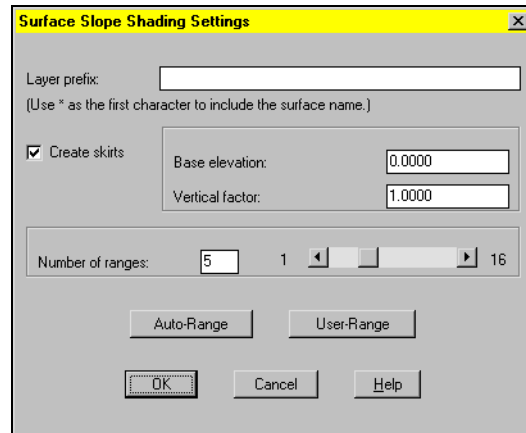 Surface Slope Shading Settings
Layer prefix:
(Use * as the first character to include the surface name.)
Create skirts
Base elevation: 0.0000
Vertical factor: 1.0000
Number of ranges: 5 1 16
Auto-Range User-Range
OK Cancel Help